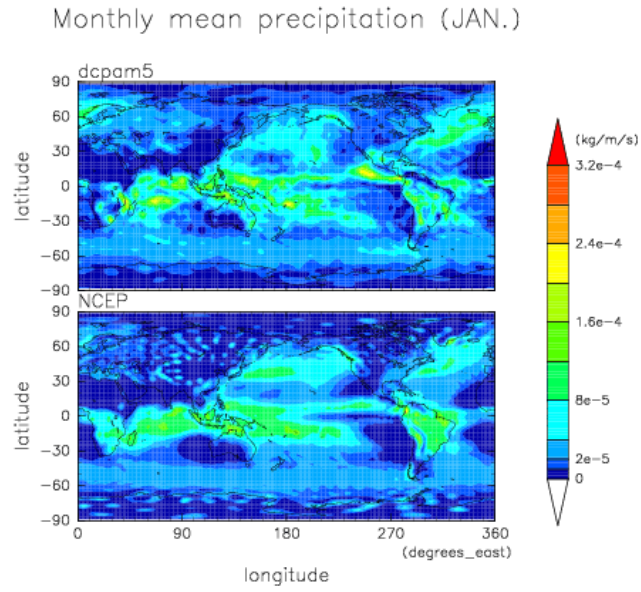 Monthly mean precipitation (JAN.)
dcpam5
90
60
30
0
−30
−60
−90
latitude
NCEP
90
60
30
0
−30
−60
−90
latitude
0 90 180 270 360
(degrees_east)
longitude
(kg/m/s)
3.2e−4
2.4e−4
1.6e−4
8e−5
2e−5
0